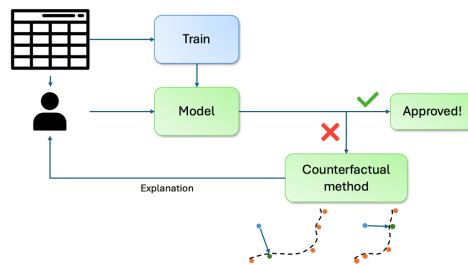 Train
Model
Approved!
Counterfactual
method
Explanation